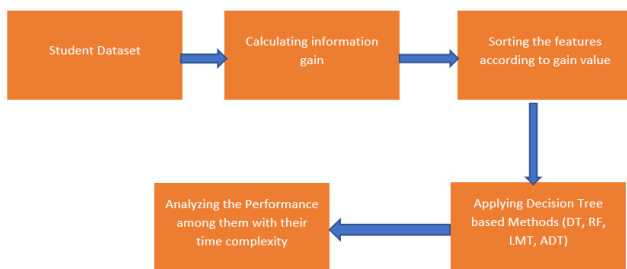 Student Dataset
Calculating information
gain
Sorting the features
according to gain value
Applying Decision Tree
based Methods (DT, RF,
LMT, ADT)
Analyzing the Performance
among them with their
time complexity